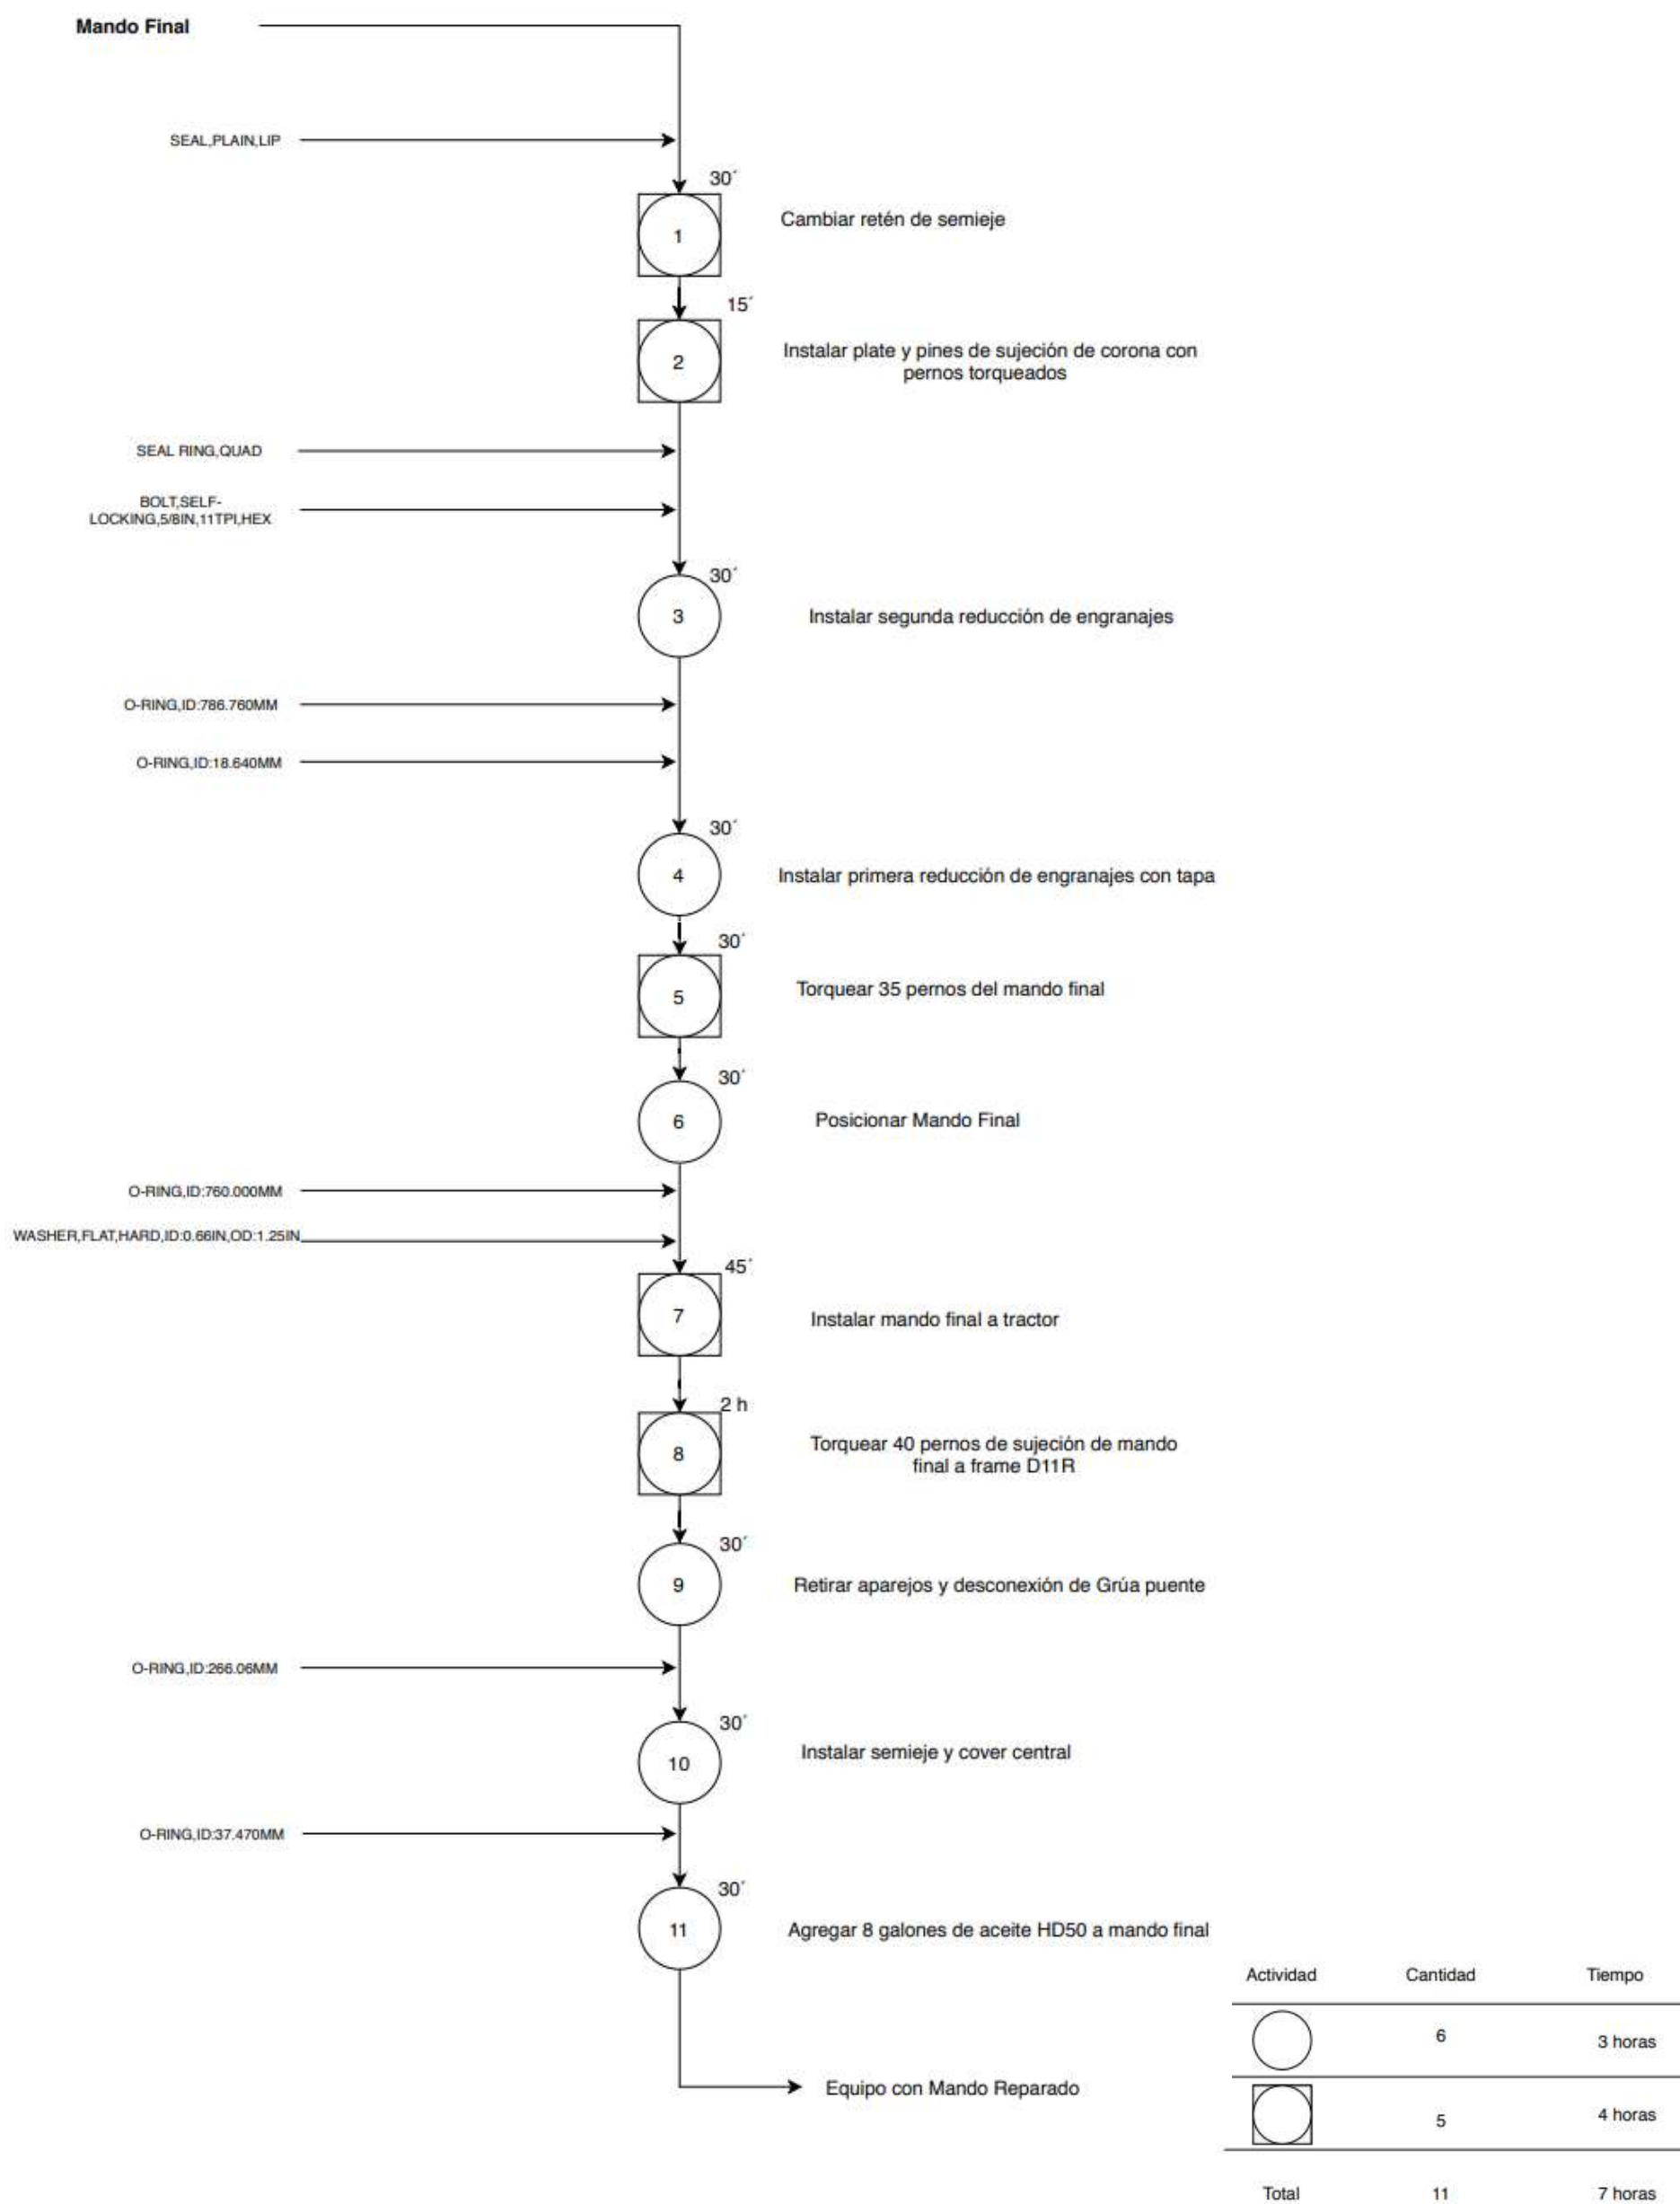 Mando Final
SEAL,PLAIN,LIP
30´
1
Cambiar retén de semieje
15´
2
Instalar plate y pines de sujeción de corona con
pernos torqueados
SEAL RING,QUAD
BOLT,SELF-
LOCKING,5/8IN,11TPI,HEX
30´
3
Instalar segunda reducción de engranajes
O-RING,ID:786.760MM
O-RING,ID:18.640MM
30´
4
Instalar primera reducción de engranajes con tapa
30´
5
Torquear 35 pernos del mando final
30´
6
Posicionar Mando Final
O-RING,ID:760.000MM
WASHER,FLAT,HARD,ID:0.66IN,OD:1.25IN
45´
7
Instalar mando final a tractor
2 h
8
Torquear 40 pernos de sujeción de mando
final a frame D11R
30´
9
Retirar aparejos y desconexión de Grúa puente
O-RING,ID:266.06MM
30´
10
Instalar semieje y cover central
O-RING,ID:37.470MM
30´
11
Agregar 8 galones de aceite HD50 a mando final
Equipo con Mando Reparado
Actividad Cantidad Tiempo
6 3 horas
5 4 horas
Total 11 7 horas